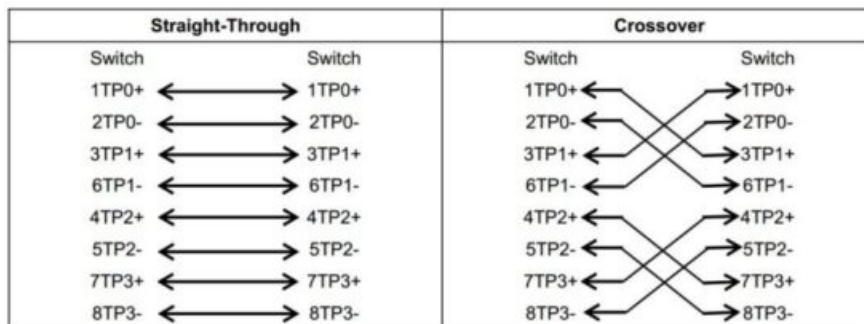 Straight-Through Crossover
Switch Switch Switch Switch
1TP0+ 1TP0+ 1TP0+ 1TP0+
2TP0- 2TP0- 2TP0- 2TP0-
3TP1+ 3TP1+ 3TP1+ 3TP1+
6TP1- 6TP1- 6TP1- 6TP1-
4TP2+ 4TP2+ 4TP2+ 4TP2+
5TP2- 5TP2- 5TP2- 5TP2-
7TP3+ 7TP3+ 7TP3+ 7TP3+
8TP3- 8TP3- 8TP3- 8TP3-